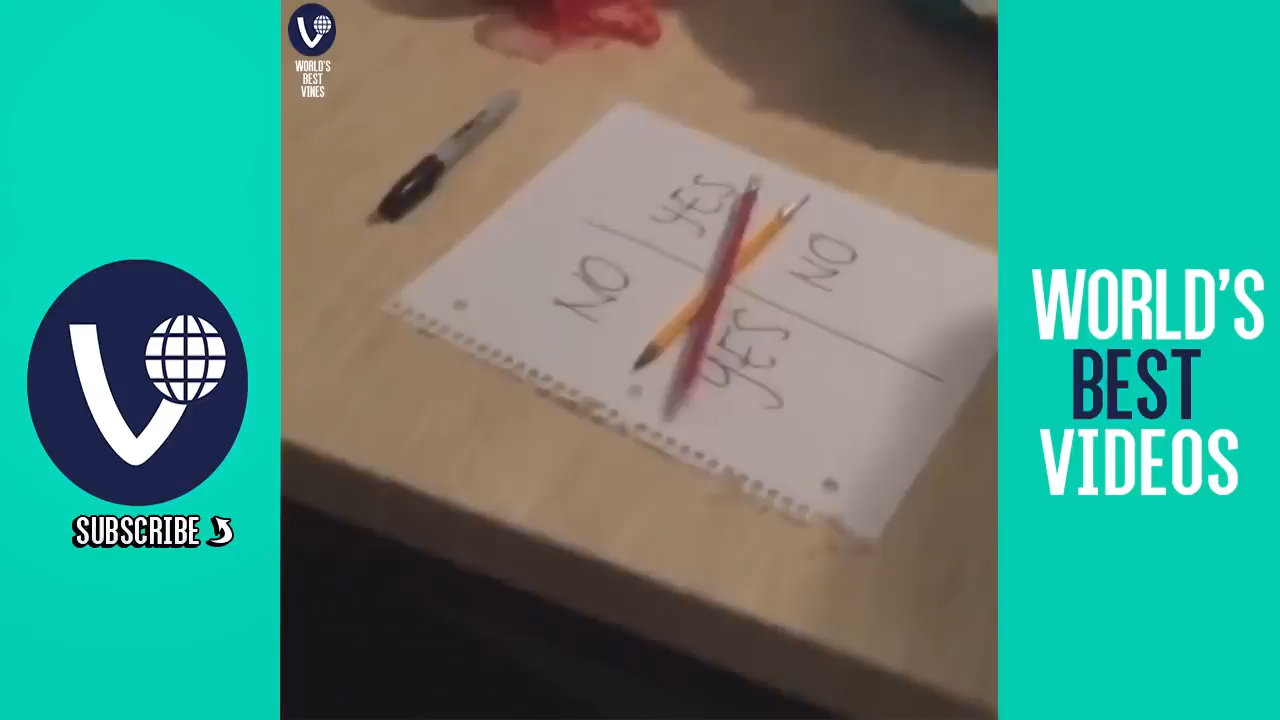 WORLD'S
BEST
VINES
YES
NO
NO
YES
SUBSCRIBE
WORLD'S
BEST
VIDEOS